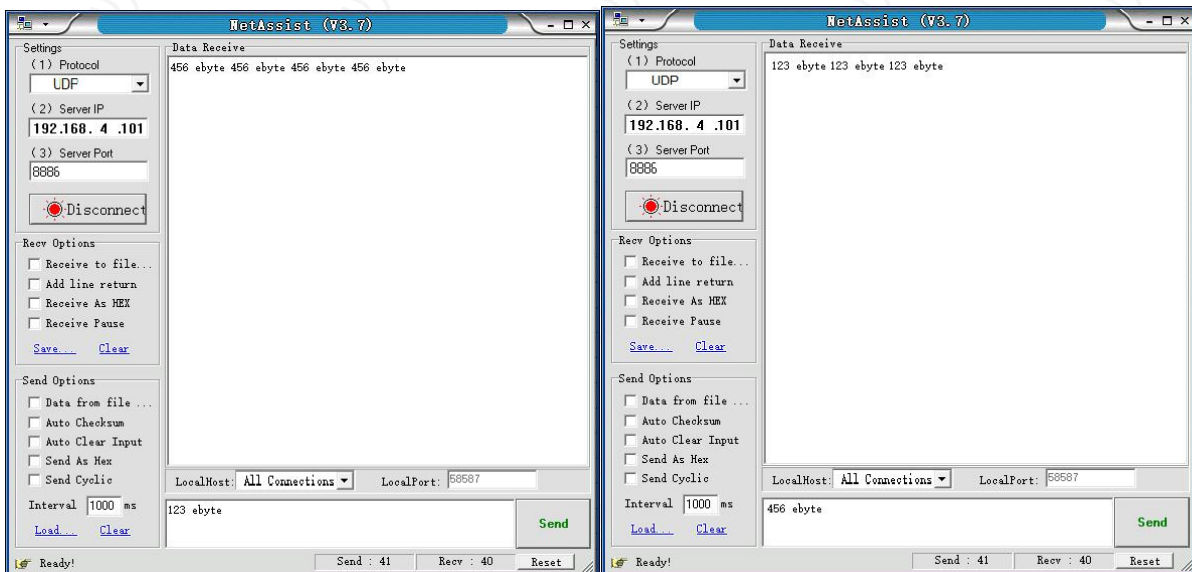 NetAssist (V3.7)
Settings
(1) Protocol
UDP
(2) Server IP
192.168. 4 .101
(3) Server Port
8886
Disconnect
Recv Options
Receive to file...
Add line return
Receive As HEX
Receive Pause
Save... Clear
Send Options
Data from file ...
Auto Checksum
Auto Clear Input
Send As Hex
Send Cyclic
Interval 1000 ms
Load... Clear
Data Receive
456 ebyte 456 ebyte 456 ebyte 456 ebyte
LocalHost: All Connections LocalPort: 58587
123 ebyte
Send
Ready! Send : 41 Recv : 40 Reset
NetAssist (V3.7)
Settings
(1) Protocol
UDP
(2) Server IP
192.168. 4 .101
(3) Server Port
8886
Disconnect
Recv Options
Receive to file...
Add line return
Receive As HEX
Receive Pause
Save... Clear
Send Options
Data from file ...
Auto Checksum
Auto Clear Input
Send As Hex
Send Cyclic
Interval 1000 ms
Load... Clear
Data Receive
123 ebyte 123 ebyte 123 ebyte
LocalHost: All Connections LocalPort: 58587
456 ebyte
Send
Ready! Send : 41 Recv : 40 Reset